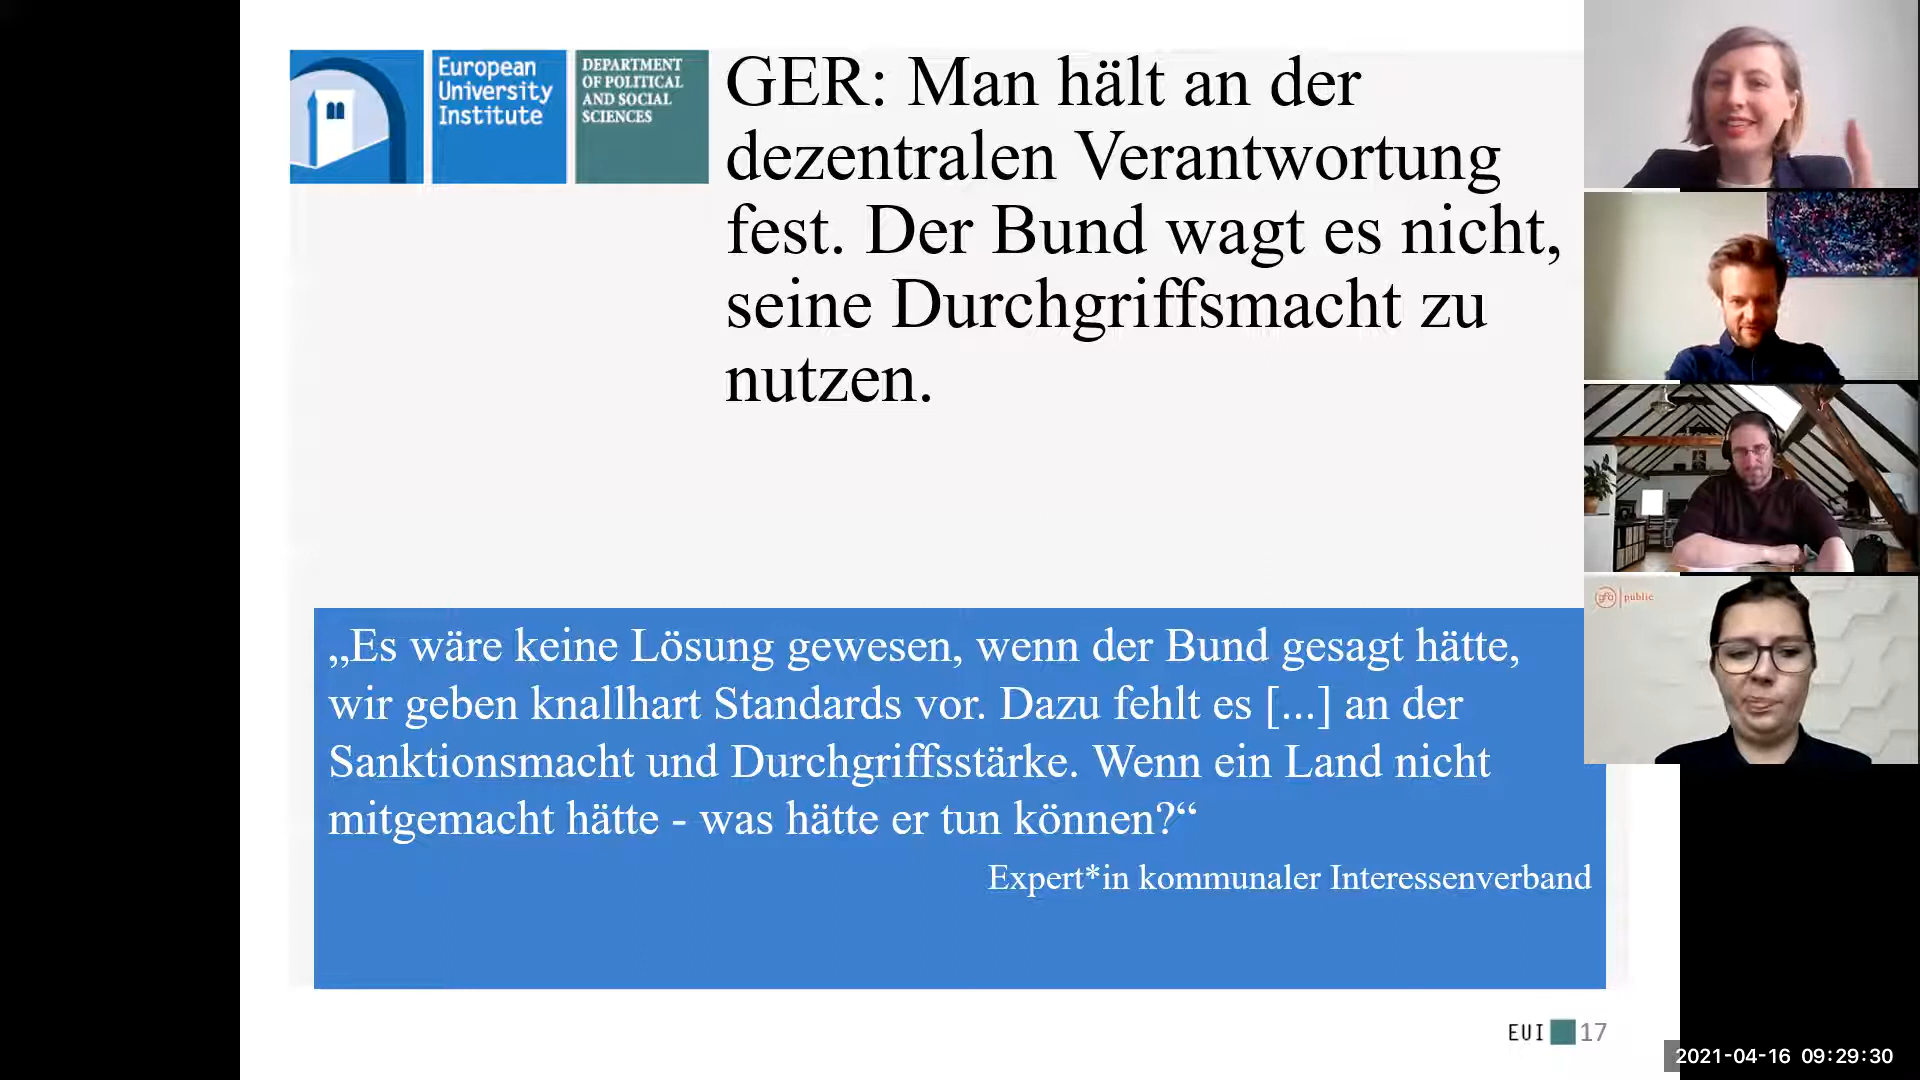 European
University
Institute
DEPARTMENT
OF POLITICAL
AND SOCIAL
SCIENCES
GER: Man hält an der
dezentralen Verantwortung
fest. Der Bund wagt es nicht,
seine Durchgriffsmacht zu
nutzen.
„Es wäre keine Lösung gewesen, wenn der Bund gesagt hätte,
wir geben knallhart Standards vor. Dazu fehlt es [...] an der
Sanktionsmacht und Durchgriffsstärke. Wenn ein Land nicht
mitgemacht hätte - was hätte er tun können?“
Expert*in kommunaler Interessenverband
EUI 17
gfa public
2021-04-16 09:29:30